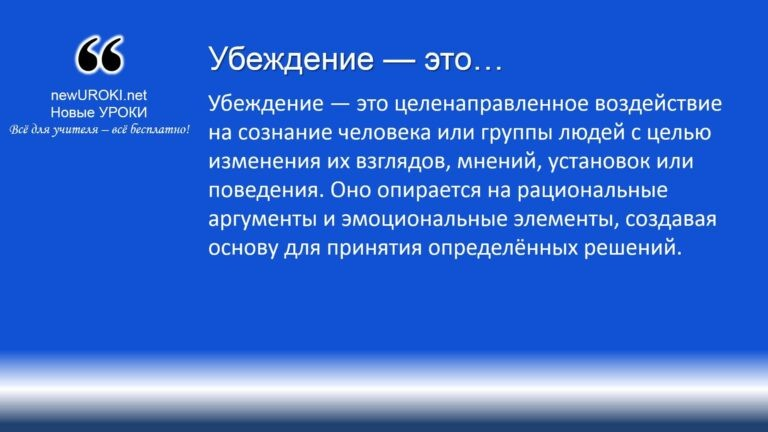 newUROKI.net
Новые УРОКИ
Всё для учителя – всё бесплатно!
Убеждение — это…
Убеждение — это целенаправленное воздействие
на сознание человека или группы людей с целью
изменения их взглядов, мнений, установок или
поведения. Оно опирается на рациональные
аргументы и эмоциональные элементы, создавая
основу для принятия определённых решений.